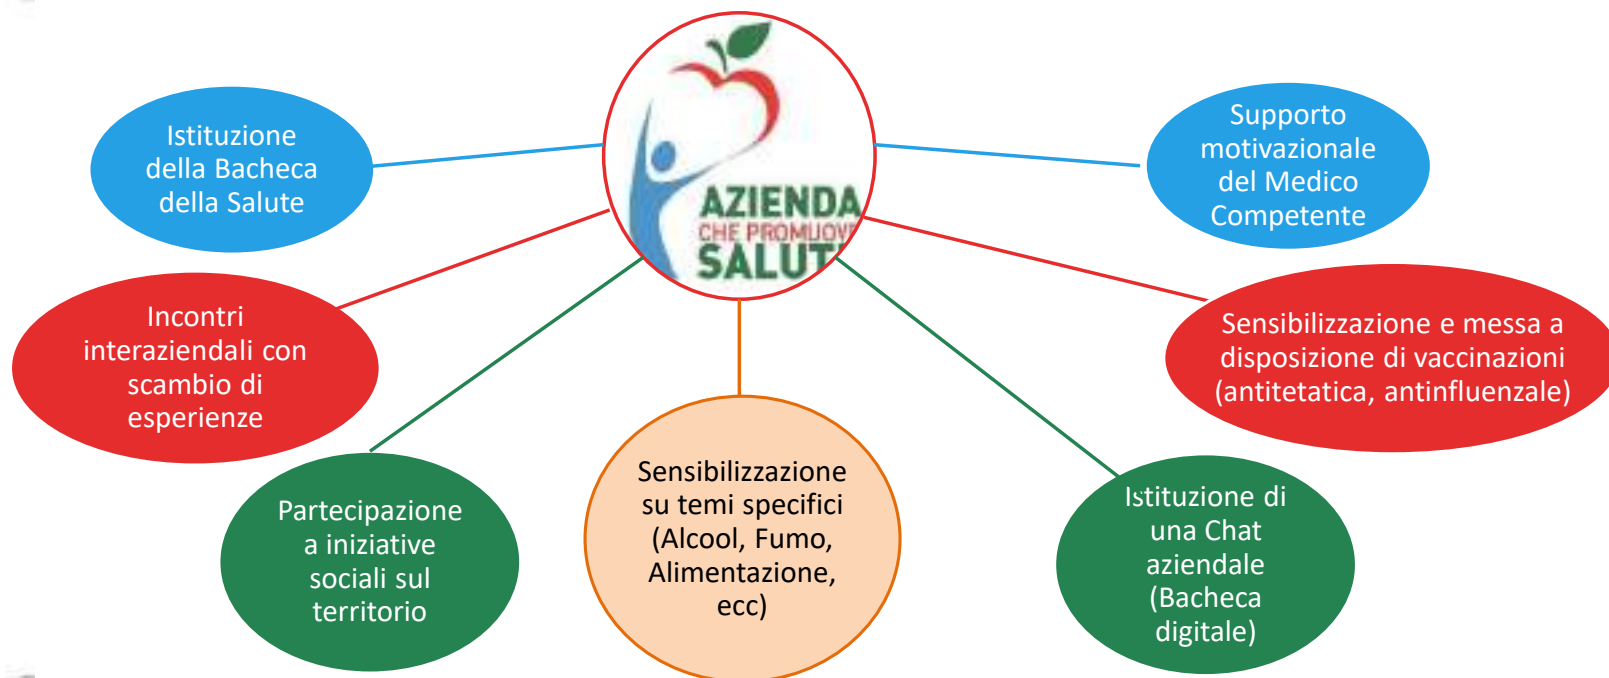 AZIENDA
CHE PROMUOVE
SALUT
Istituzione
della Bacheca
della Salute
Supporto
motivazionale
del Medico
Competente
Incontri
interaziendali con
scambio di
esperienze
Sensibilizzazione e messa a
disposizione di vaccinazioni
(antitetatica, antinfluenzale)
Partecipazione
a iniziative
sociali sul
territorio
Sensibilizzazione
su temi specifici
(Alcool, Fumo,
Alimentazione,
ecc)
Istituzione di
una Chat
aziendale
(Bacheca
digitale)